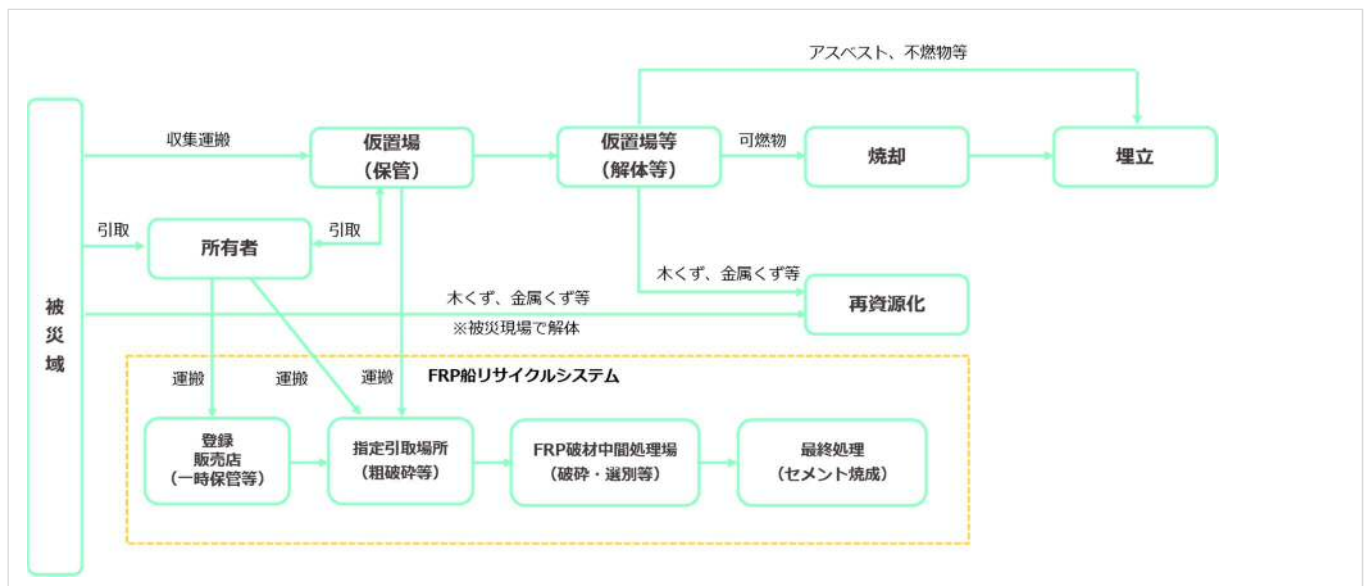 アスベスト、不燃物等
収集運搬
仮置場
(保管)
仮置場等
(解体等)
可燃物
焼却
埋立
引取
所有者
引取
木くず、金属くず等
再資源化
木くず、金属くず等
※被災現場で解体
被
災
域
FRP船リサイクルシステム
運搬
運搬
運搬
登録
販売店
(一時保管等)
指定引取場所
(粗破砕等)
FRP破材中間処理場
(破砕・選別等)
最終処理
(セメント焼成)